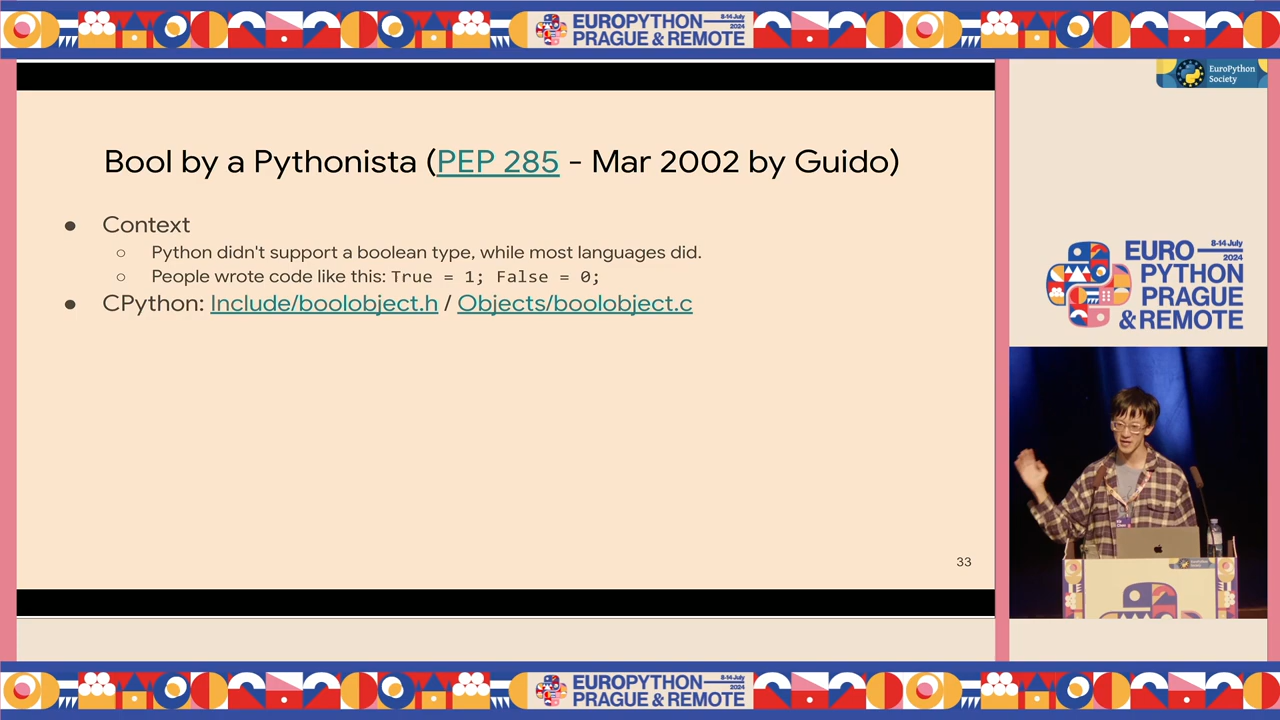 EUROPYTHON
8-14 July
2024
PRAGUE & REMOTE
EuroPython
Society
Bool by a Pythonista (PEP 285 - Mar 2002 by Guido)
● Context
○ Python didn't support a boolean type, while most languages did.
○ People wrote code like this: True = 1; False = 0;
● CPython: Include/boolobject.h / Objects/boolobject.c
33
EURO
8-14 July
2024
PYTHON
PRAGUE
& REMOTE
EUROPYTHON
8-14 July
2024
PRAGUE & REMOTE